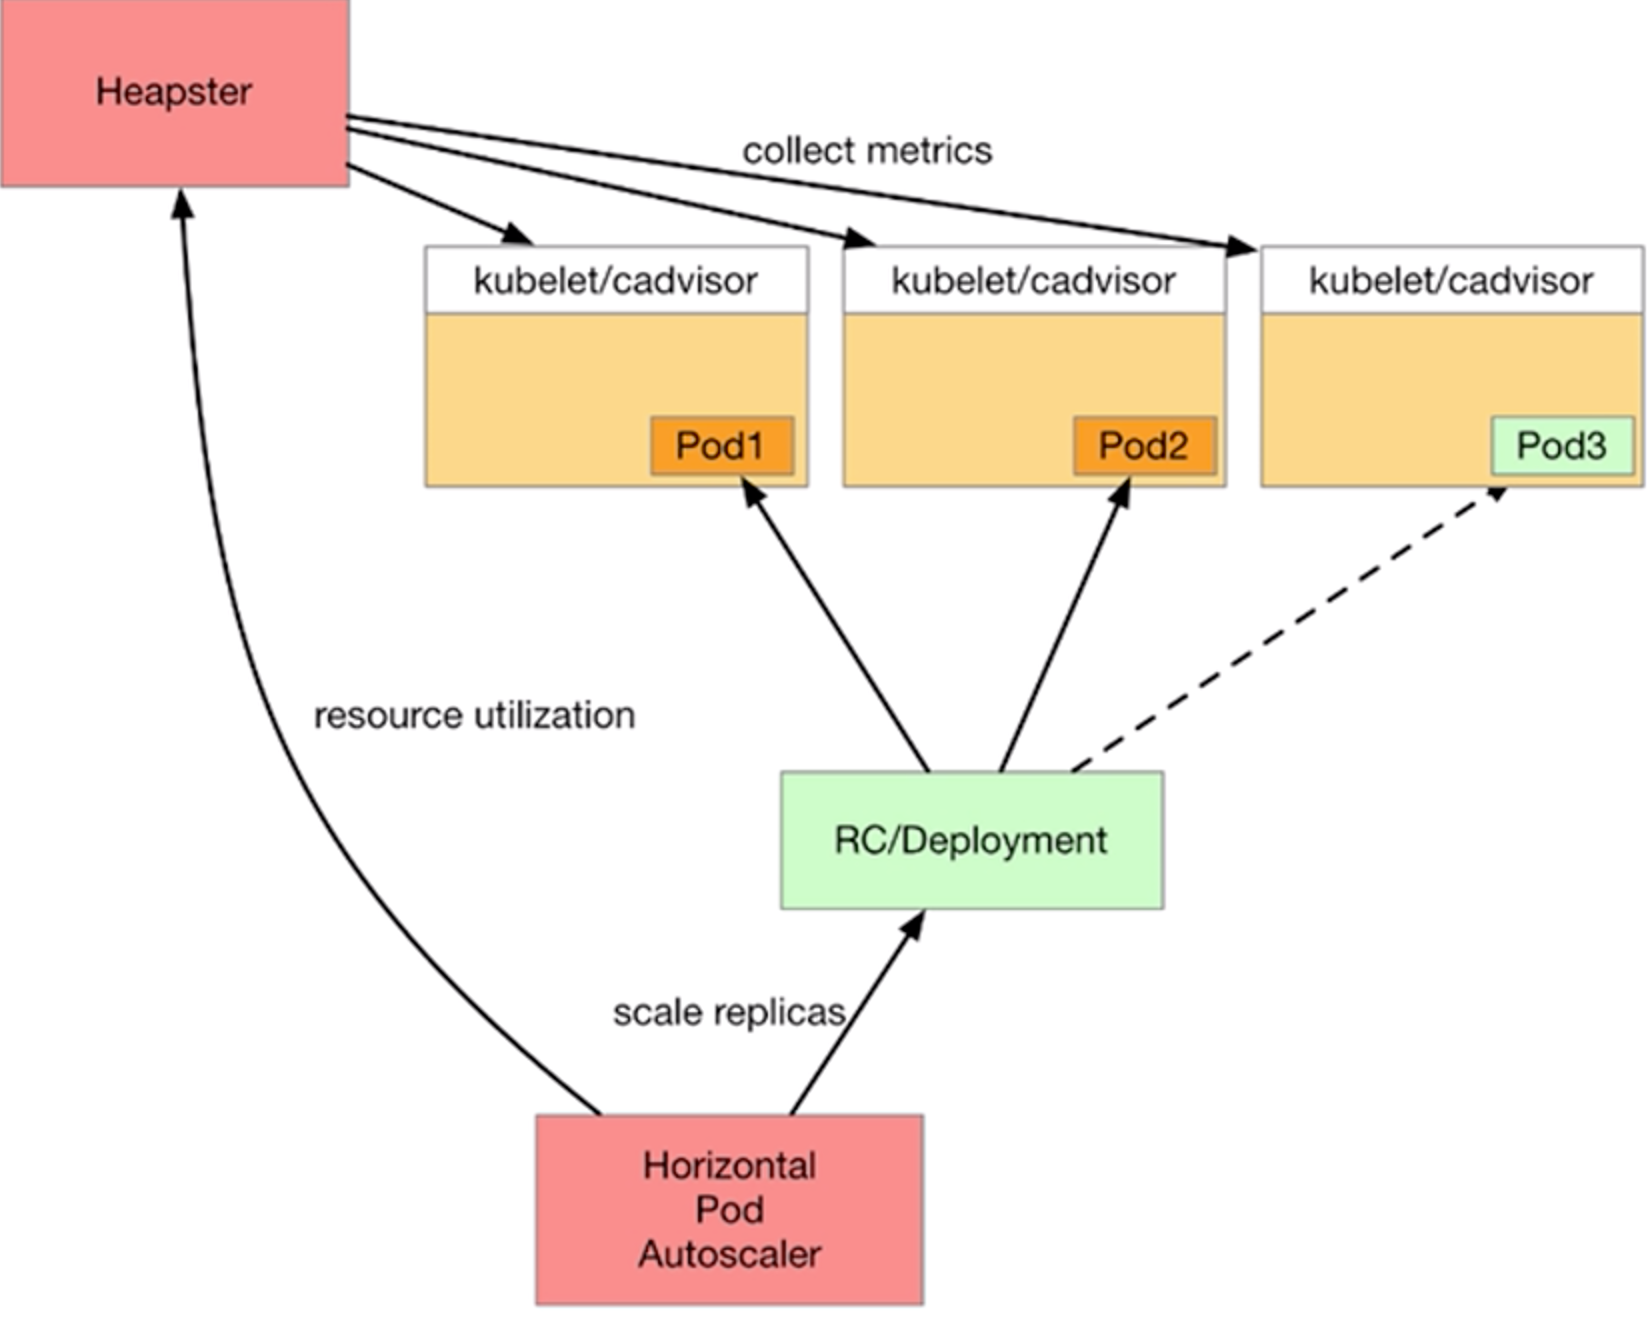 Heapster
collect metrics
kubelet/cadvisor
kubelet/cadvisor
kubelet/cadvisor
Pod1
Pod2
Pod3
resource utilization
RC/Deployment
scale replicas
Horizontal
Pod
Autoscaler